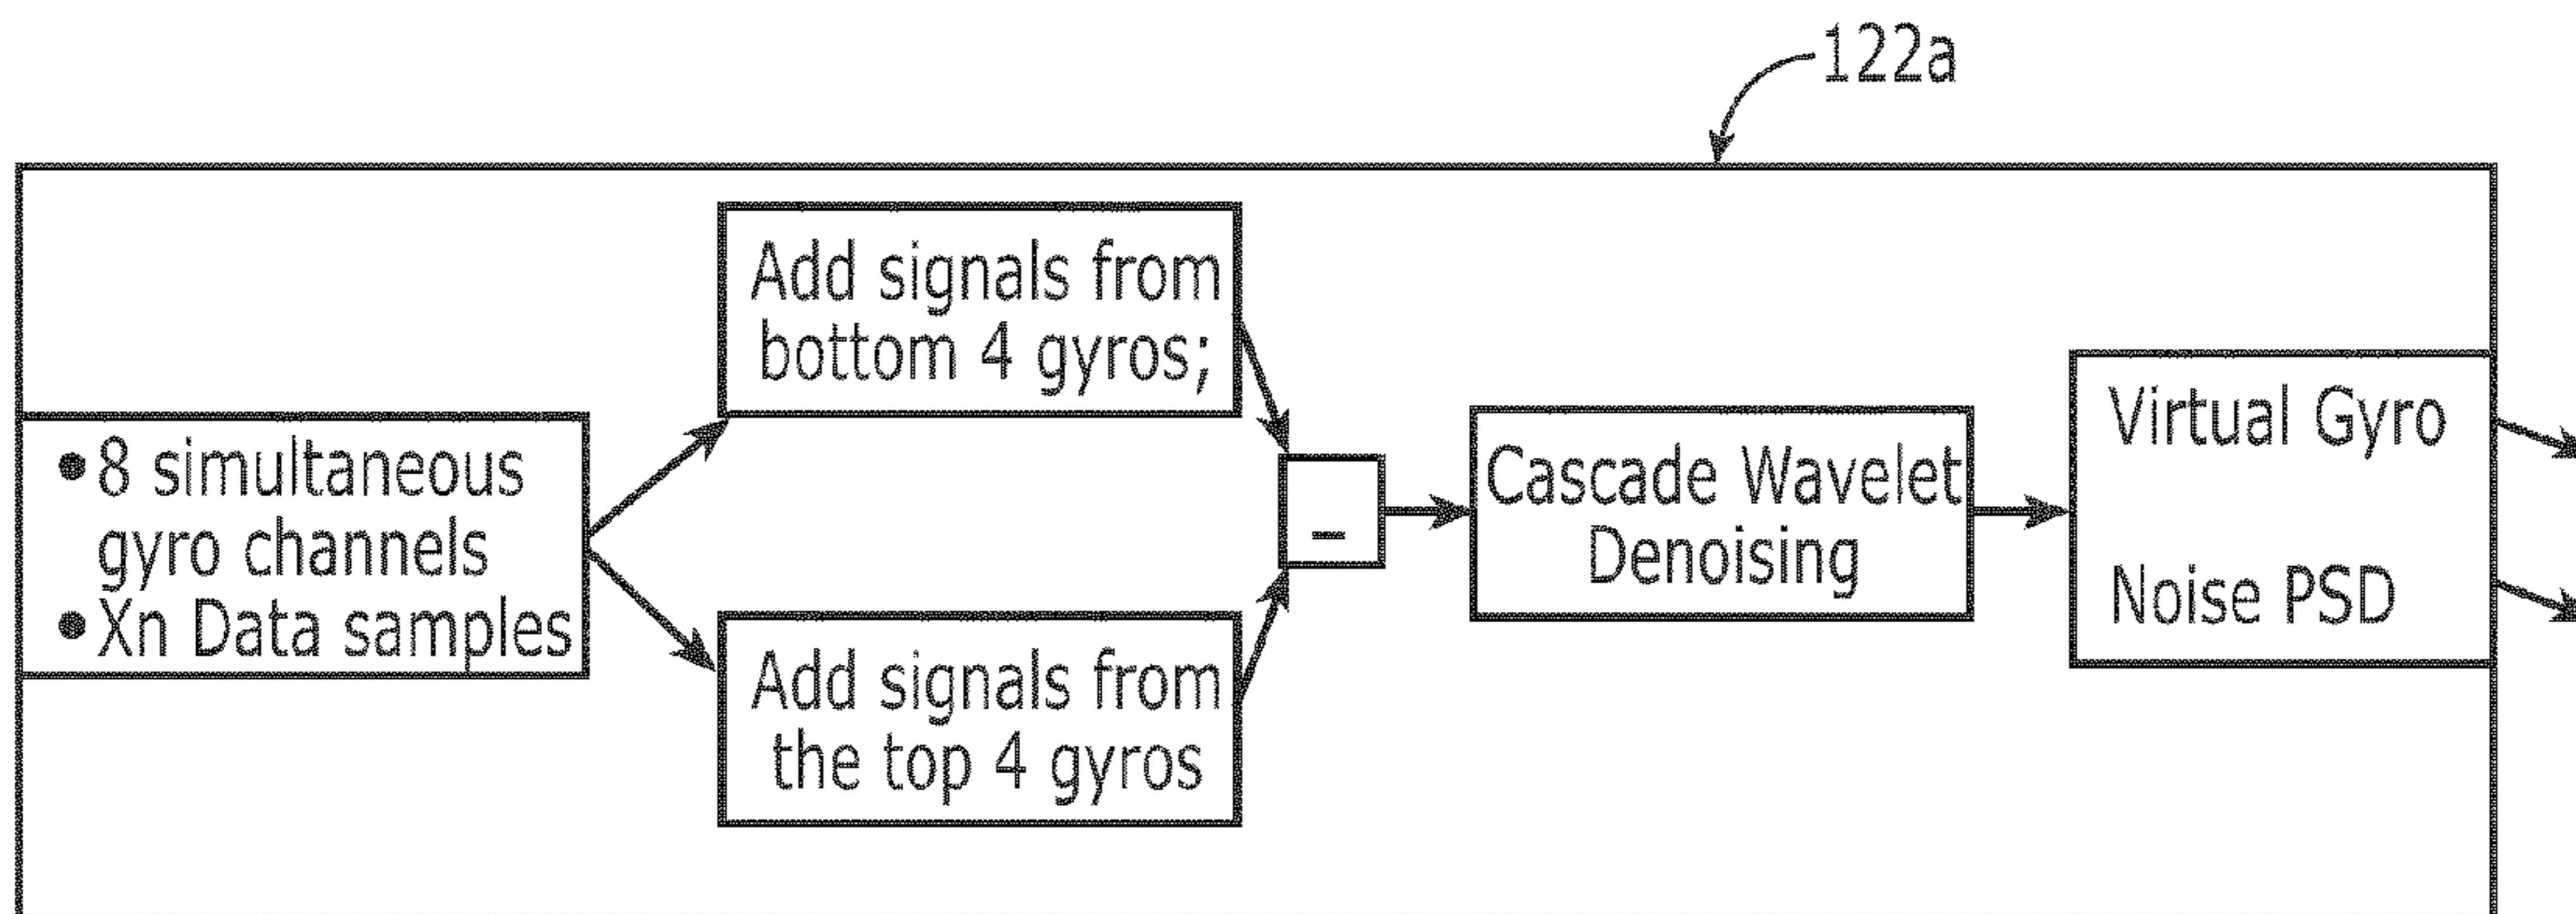 122a
Add signals from
bottom 4 gyros;
•8 simultaneous
gyro channels
•Xn Data samples
Add signals from
the top 4 gyros
–
Cascade Wavelet
Denoising
Virtual Gyro
Noise PSD